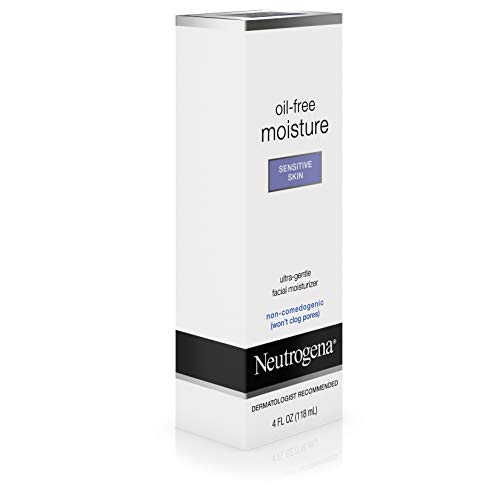 oil-free
moisture
SENSITIVE
SKIN
ultra-gentle
facial moisturizer
non-comedogenic
(won't clog pores)
Neutrogena®
DERMATOLOGIST RECOMMENDED
4 FL OZ (118 mL)